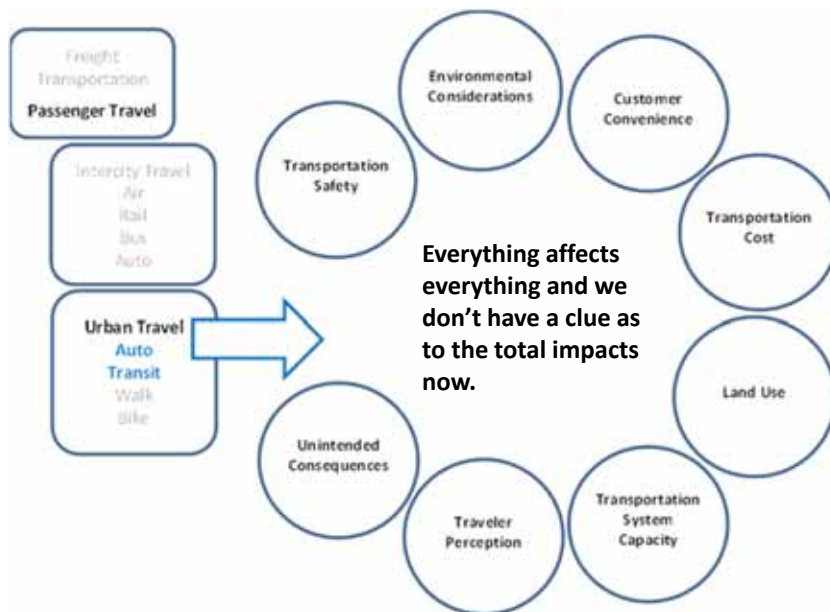 Freight
Transportation
Passenger Travel
Intercity Travel
Air
Rail
Bus
Auto
Urban Travel
Auto
Transit
Walk
Bike
Transportation
Safety
Environmental
Considerations
Customer
Convenience
Transportation
Cost
Land Use
Transportation
System
Capacity
Traveler
Perception
Unintended
Consequences
Everything affects
everything and we
don’t have a clue as
to the total impacts
now.